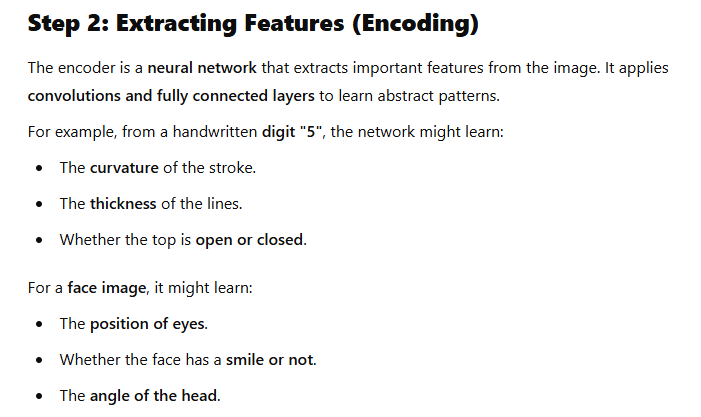 Step 2: Extracting Features (Encoding)
The encoder is a neural network that extracts important features from the image. It applies
convolutions and fully connected layers to learn abstract patterns.
For example, from a handwritten digit "5", the network might learn:
• The curvature of the stroke.
• The thickness of the lines.
• Whether the top is open or closed.
For a face image, it might learn:
• The position of eyes.
• Whether the face has a smile or not.
• The angle of the head.